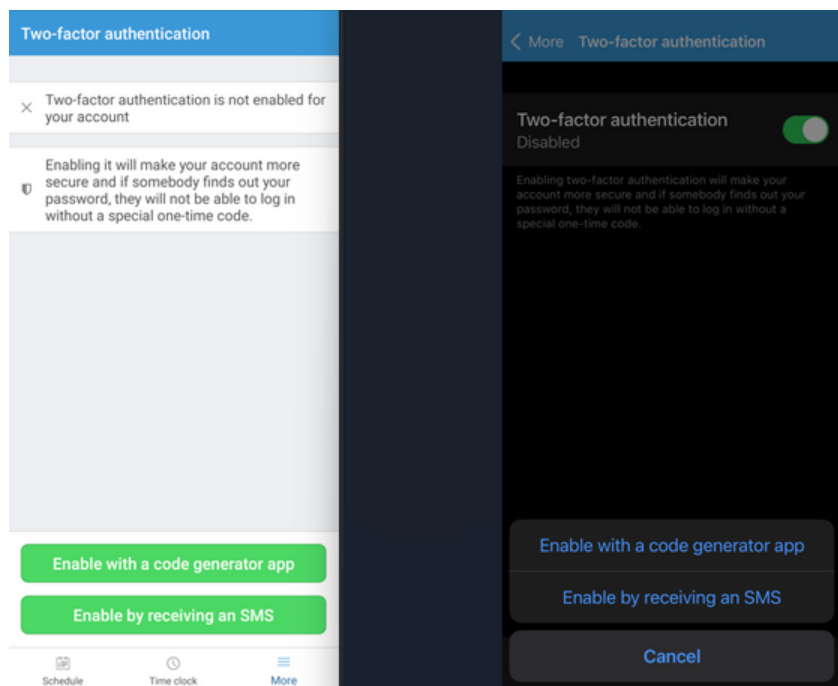 Two-factor authentication
Two-factor authentication is not enabled for
your account
Enabling it will make your account more
secure and if somebody finds out your
password, they will not be able to log in
without a special one-time code.
Enable with a code generator app
Enable by receiving an SMS
Schedule
Time clock
More
More
Two-factor authentication
Two-factor authentication
Disabled
Enabling two-factor authentication will make your
account more secure and if somebody finds out your
password, they will not be able to log in without a
special one-time code.
Enable with a code generator app
Enable by receiving an SMS
Cancel